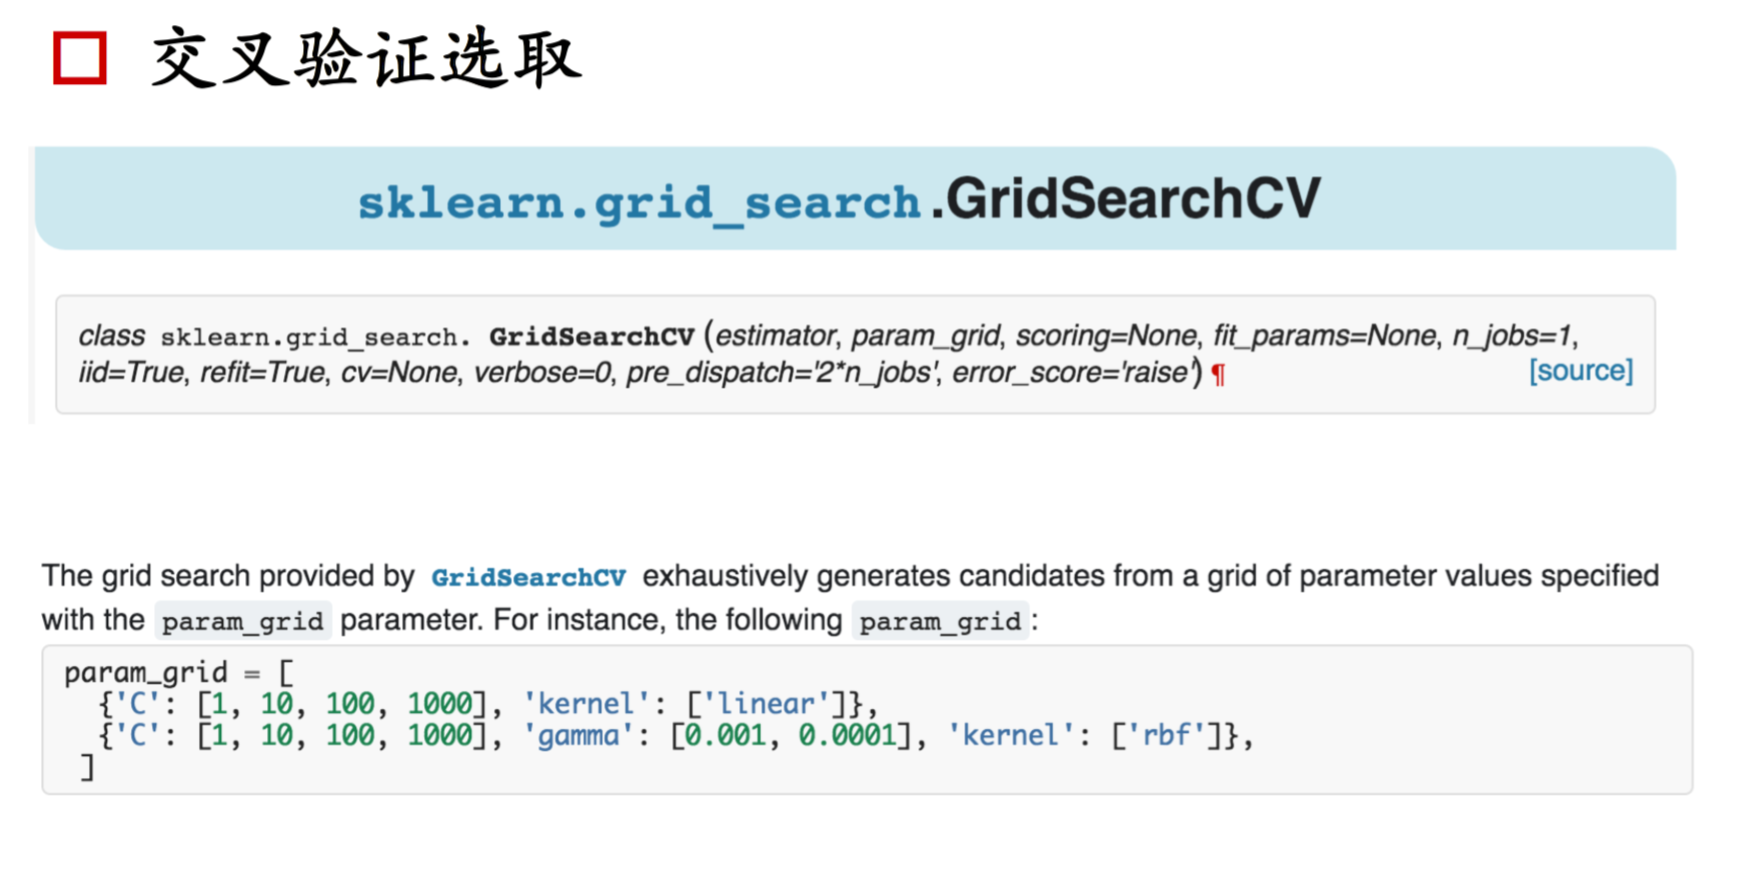 交叉验证选取
sklearn.grid_search.GridSearchCV
class sklearn.grid_search. GridSearchCV (estimator, param_grid, scoring=None, fit_params=None, n_jobs=1,
iid=True, refit=True, cv=None, verbose=0, pre_dispatch='2*n_jobs', error_score='raise') ¶ [source]
The grid search provided by GridSearchCV exhaustively generates candidates from a grid of parameter values specified
with the param_grid parameter. For instance, the following param_grid:
param_grid = [
  {'C': [1, 10, 100, 1000], 'kernel': ['linear']},
  {'C': [1, 10, 100, 1000], 'gamma': [0.001, 0.0001], 'kernel': ['rbf']},
 ]